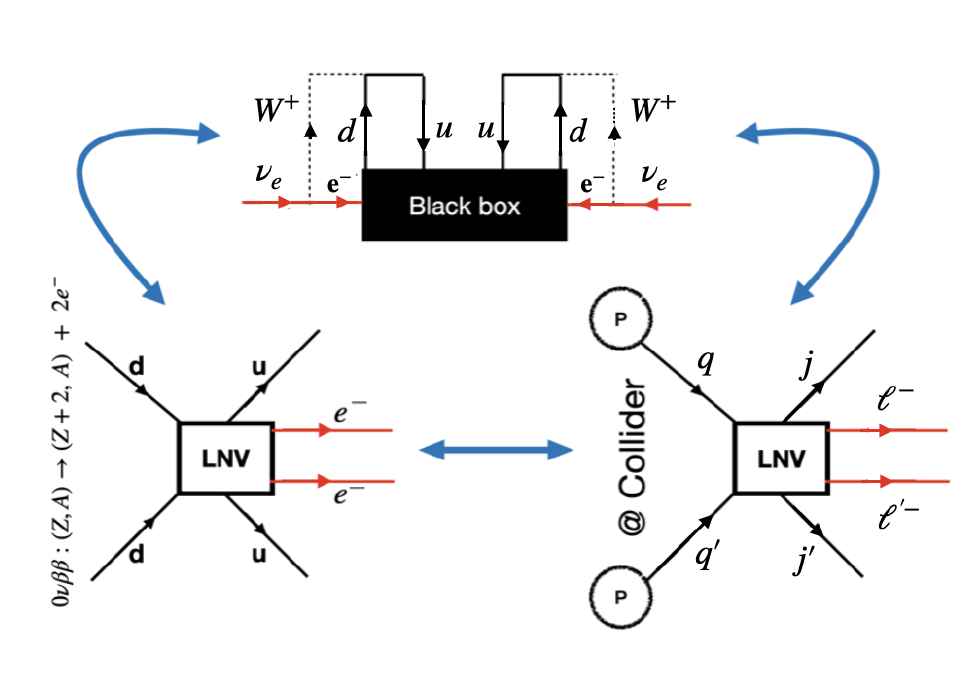 W⁺ d u u d W⁺
νₑ e⁻ Black box e⁻ νₑ
0νββ : (Z, A) → (Z + 2, A) + 2e⁻
d u
LNV
e⁻
e⁻
d u
@ Collider
P
q j
LNV
ℓ⁻
ℓ′⁻
q′ j′
P